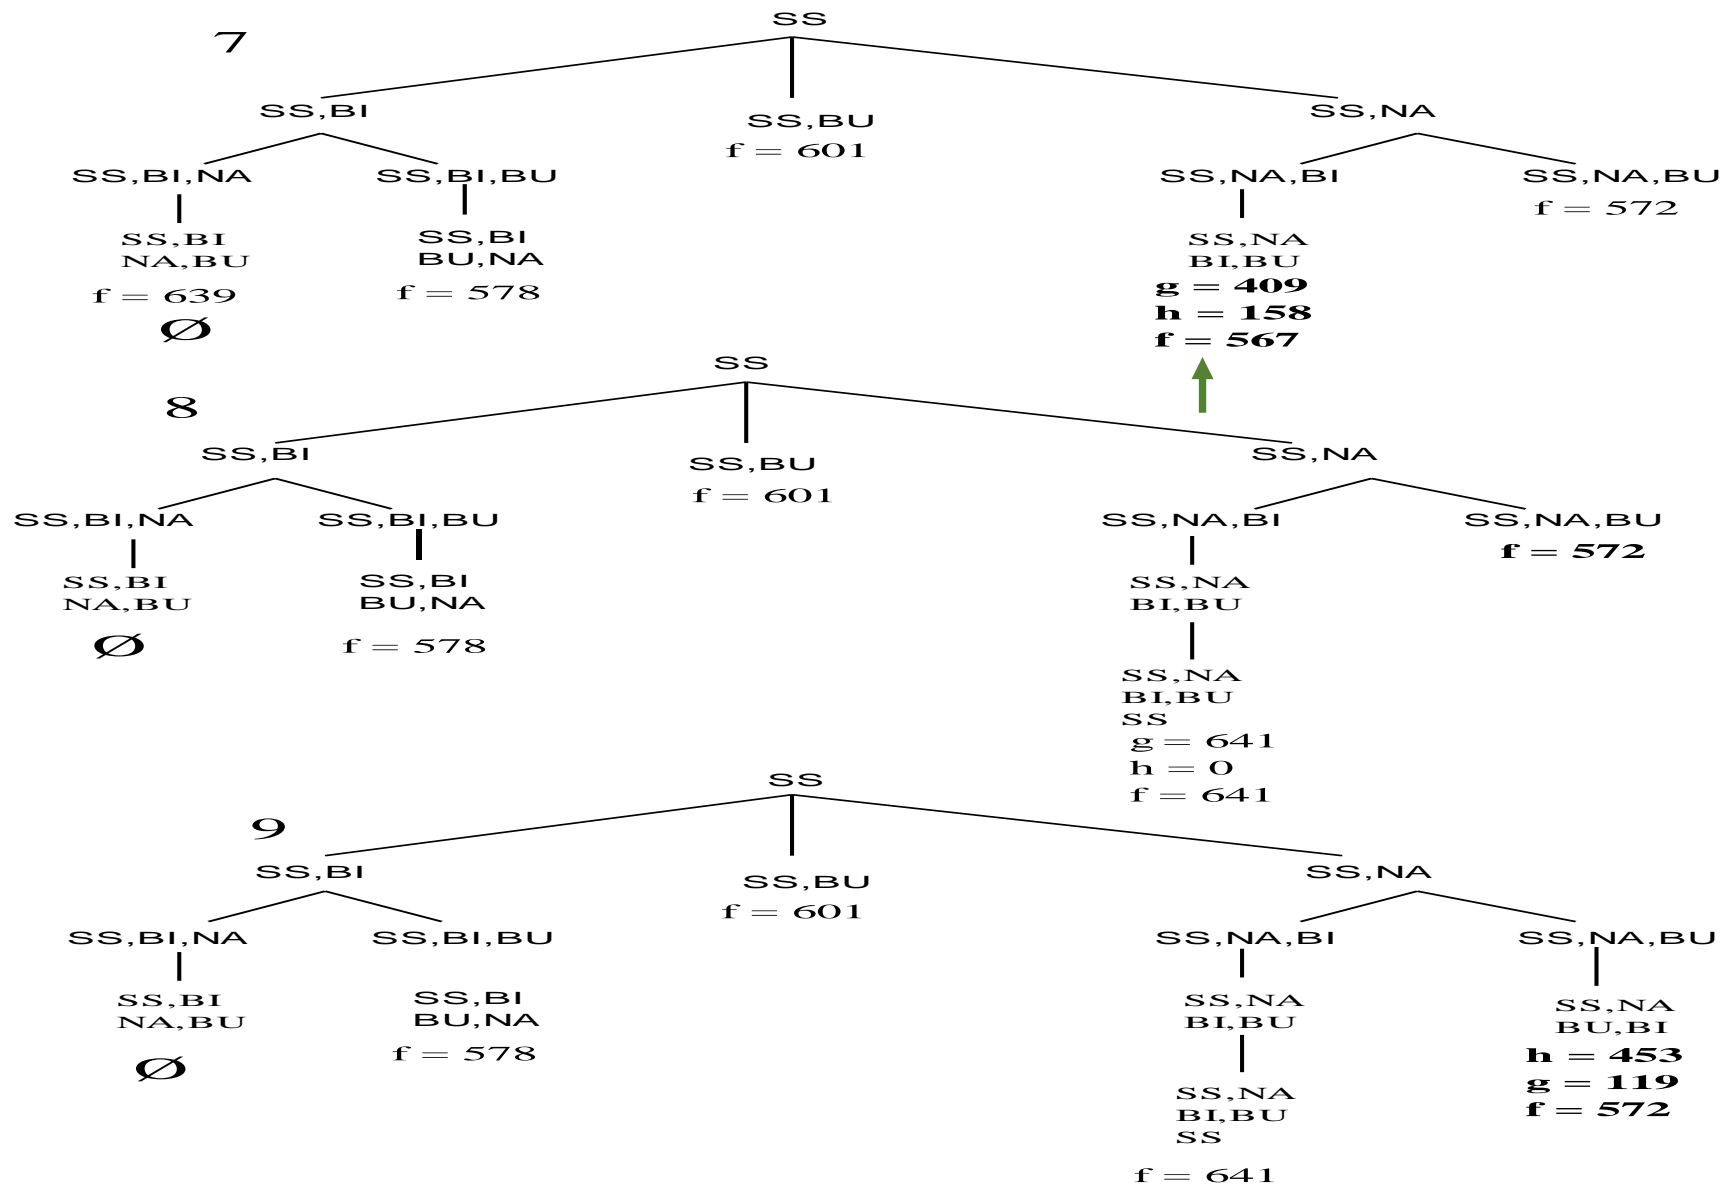 SS
7
SS,BI
SS,BU
f = 601
SS,NA
SS,BI,NA
SS,BI,BU
SS,NA,BI
SS,NA,BU
f = 572
SS,BI
NA,BU
f = 639
Ø
SS,BI
BU,NA
f = 578
SS,NA
BI,BU
g = 409
h = 158
f = 567
SS
8
SS,BI
SS,BU
f = 601
SS,NA
SS,BI,NA
SS,BI,BU
SS,NA,BI
SS,NA,BU
f = 572
SS,BI
NA,BU
Ø
SS,BI
BU,NA
f = 578
SS,NA
BI,BU
SS,NA
BI,BU
SS
g = 641
h = 0
f = 641
SS
9
SS,BI
SS,BU
f = 601
SS,NA
SS,BI,NA
SS,BI,BU
SS,NA,BI
SS,NA,BU
SS,BI
NA,BU
Ø
SS,BI
BU,NA
f = 578
SS,NA
BI,BU
SS,NA
BI,BU
SS
f = 641
SS,NA
BU,BI
h = 453
g = 119
f = 572